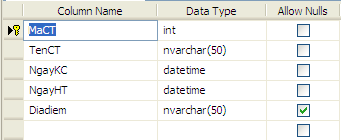 Column Name Data Type Allow Nulls
MaCT int
TenCT nvarchar(50)
NgayKC datetime
NgayHT datetime
Diadiem nvarchar(50)